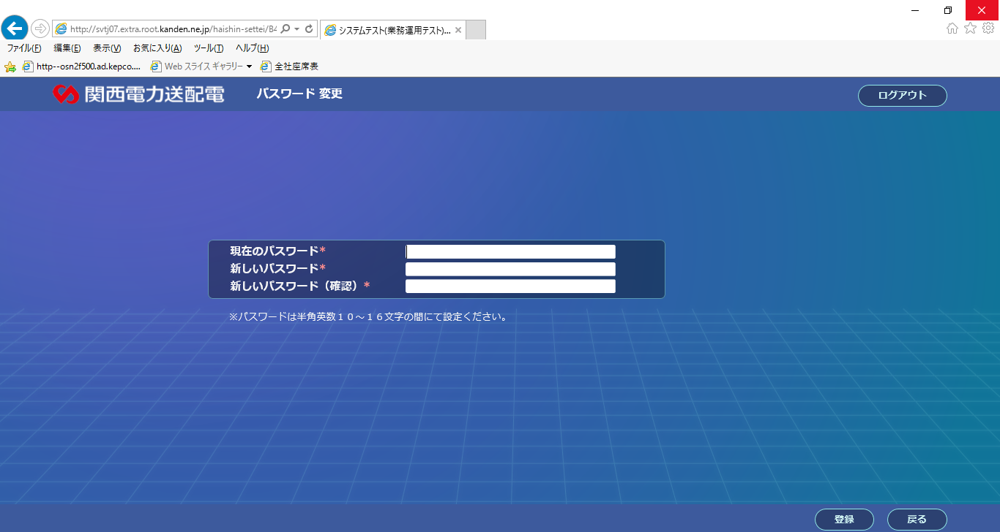 http://svtj07.extra.root.kanden.ne.jp/haishin-settei/B4
システムテスト(業務運用テスト)...
ファイル(F) 編集(E) 表示(V) お気に入り(A) ツール(T) ヘルプ(H)
http--osn2f500.ad.kepco.... Web スライス ギャラリー 全社座席表
関西電力送配電 パスワード 変更 ログアウト
現在のパスワード*
新しいパスワード*
新しいパスワード（確認）*
※パスワードは半角英数１０～１６文字の間にて設定ください。
登録 戻る